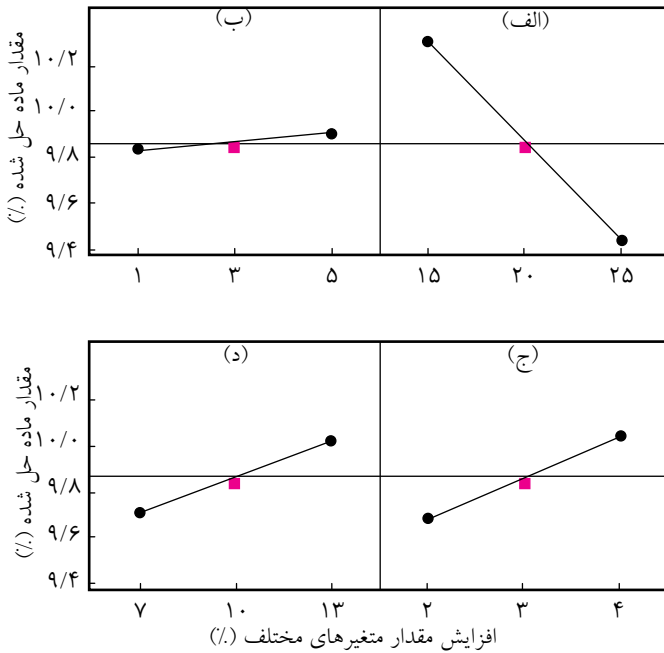 (ب) (الف)
مقدار ماده حل شده (٪)
۱۰/۲
۱۰/۰
۹/۸
۹/۶
۹/۴
۱ ۳ ۵ ۱۵ ۲۰ ۲۵
(د) (ج)
مقدار ماده حل شده (٪)
۱۰/۲
۱۰/۰
۹/۸
۹/۶
۹/۴
۷ ۱۰ ۱۳ ۲ ۳ ۴
افزایش مقدار متغیرهای مختلف (٪)